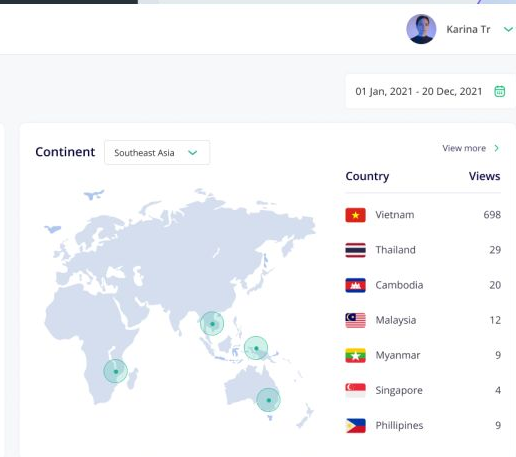 Karina Tr
01 Jan, 2021 - 20 Dec, 2021
Continent
Southeast Asia
View more
Country Views
Vietnam 698
Thailand 29
Cambodia 20
Malaysia 12
Myanmar 9
Singapore 4
Phillipines 9